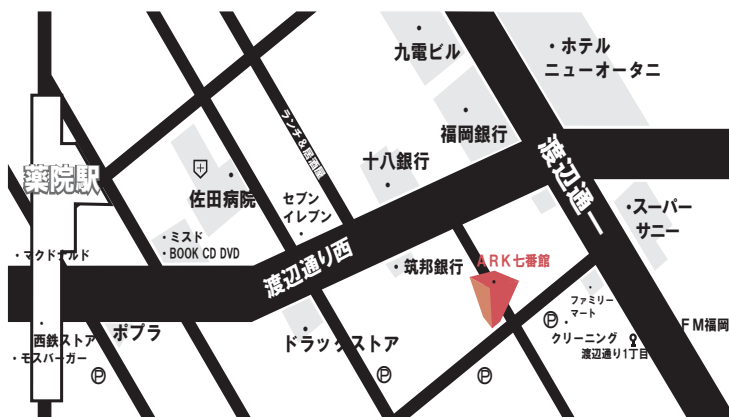 九電ビル
・ホテル
ニューオータニ
福岡銀行
ランチ&居酒屋
渡辺通一
十八銀行
薬院駅
佐田病院
セブン
イレブン
・スーパー
サニー
・ミスド
・BOOK CD DVD
・マクドナルド
渡辺通り西
・筑邦銀行
ARK七番館
ファミリー
マート
西鉄ストア
・モスバーガー
ポプラ
ドラッグストア
P
クリーニング
渡辺通り1丁目
FM福岡
P
P
P